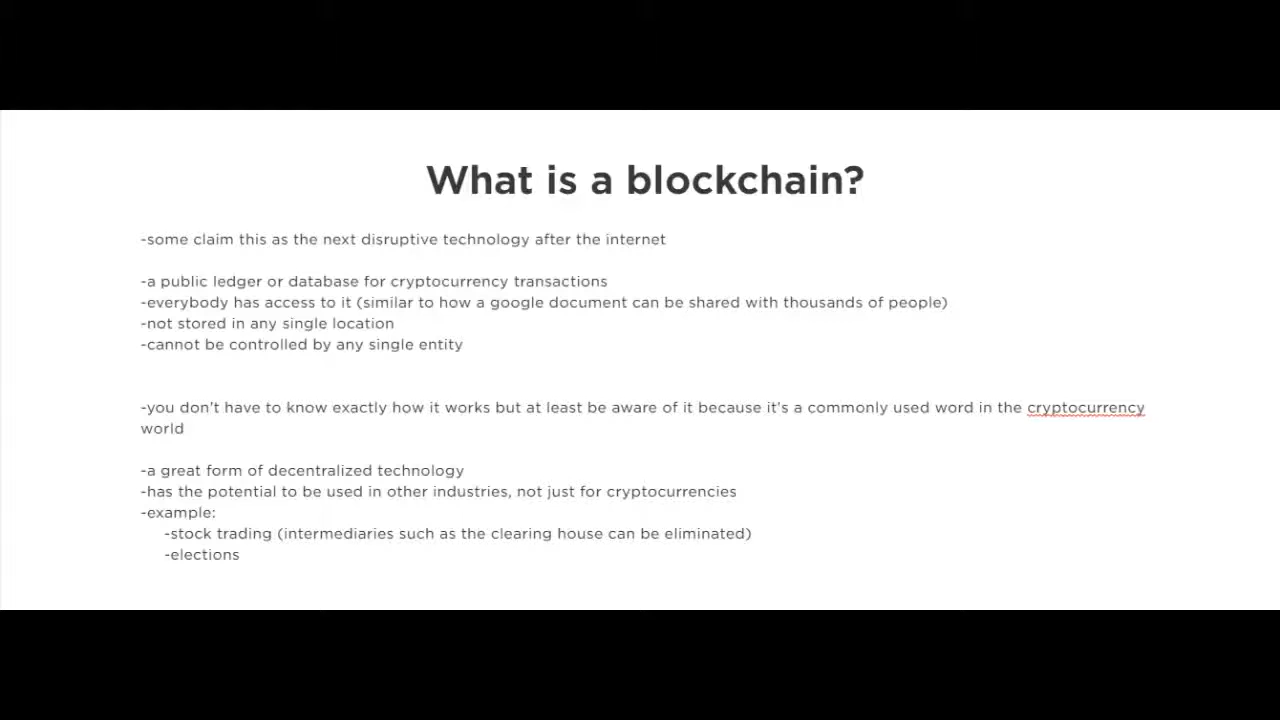 What is a blockchain?
-some claim this as the next disruptive technology after the internet
-a public ledger or database for cryptocurrency transactions
-everybody has access to it (similar to how a google document can be shared with thousands of people)
-not stored in any single location
-cannot be controlled by any single entity
-you don't have to know exactly how it works but at least be aware of it because it's a commonly used word in the cryptocurrency
world
-a great form of decentralized technology
-has the potential to be used in other industries, not just for cryptocurrencies
-example:
-stock trading (intermediaries such as the clearing house can be eliminated)
-elections